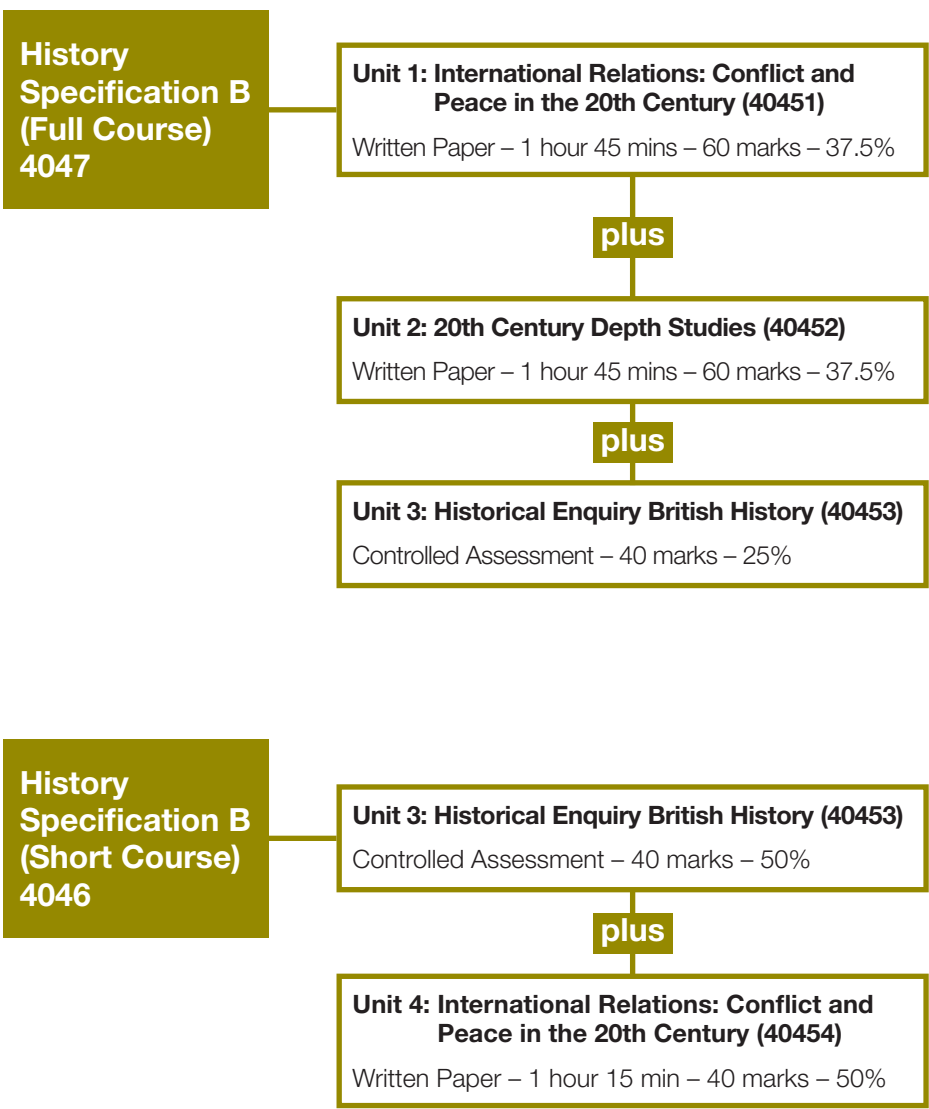 History
Specification B
(Full Course)
4047
Unit 1: International Relations: Conflict and
Peace in the 20th Century (40451)
Written Paper – 1 hour 45 mins – 60 marks – 37.5%
plus
Unit 2: 20th Century Depth Studies (40452)
Written Paper – 1 hour 45 mins – 60 marks – 37.5%
plus
Unit 3: Historical Enquiry British History (40453)
Controlled Assessment – 40 marks – 25%
History
Specification B
(Short Course)
4046
Unit 3: Historical Enquiry British History (40453)
Controlled Assessment – 40 marks – 50%
plus
Unit 4: International Relations: Conflict and
Peace in the 20th Century (40454)
Written Paper – 1 hour 15 min – 40 marks – 50%